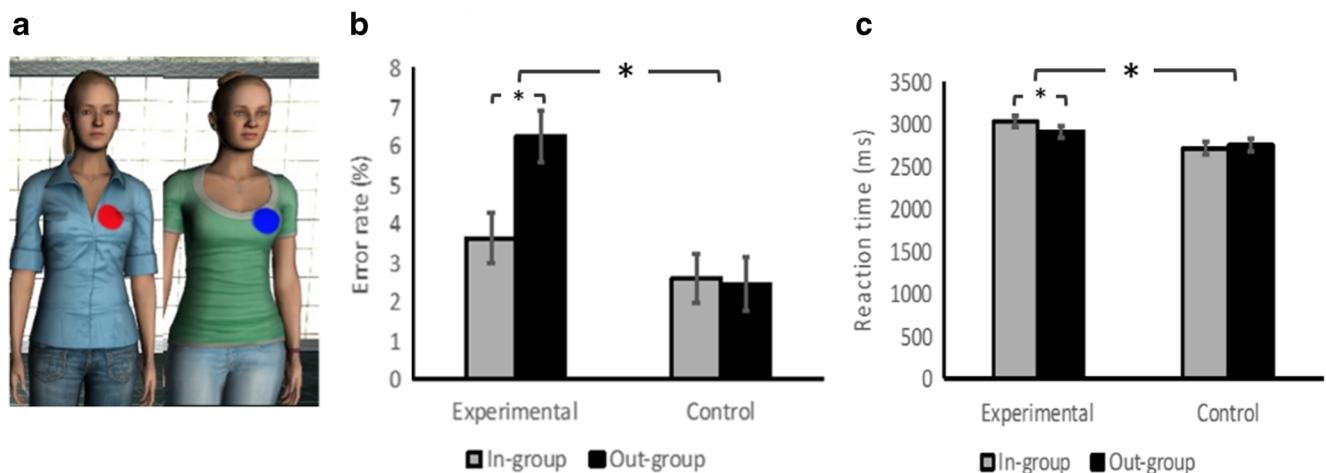 a
b
c
Error rate (%)
8
7
6
5
4
3
2
1
0
*
*
Experimental
Control
In-group
Out-group
Reaction time (ms)
3500
3000
2500
2000
1500
1000
500
0
*
*
Experimental
Control
In-group
Out-group